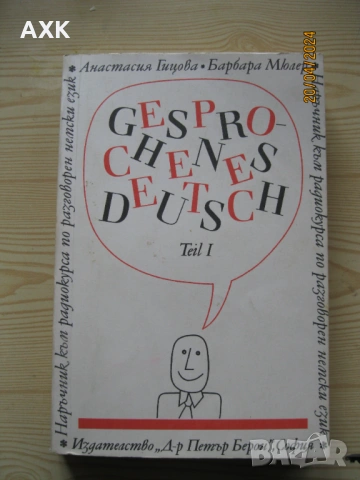 AXK
20/04/2024
Анастасия Гицова • Барбара Мюлер
* Наръчник към радиокурса по разговорен немски език *
GESPRO-
CHENES
DEUTSCH
Teil I
Наръчник към радиокурса по разговорен немски език *
Издателство „Д-р Петър Берон“, София
BAZAR